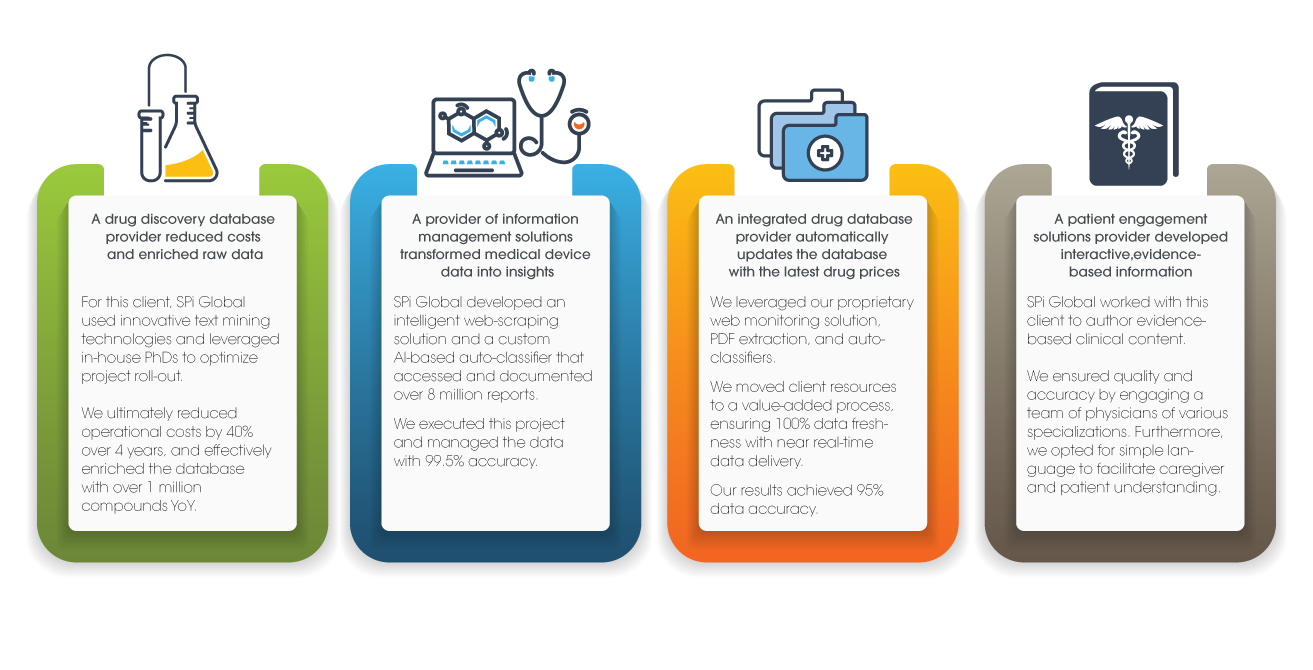 A drug discovery database
provider reduced costs
and enriched raw data
For this client, SPi Global
used innovative text mining
technologies and leveraged
in-house PhDs to optimize
project roll-out.
We ultimately reduced
operational costs by 40%
over 4 years, and effectively
enriched the database
with over 1 million
compounds YoY.
A provider of information
management solutions
transformed medical device
data into insights
SPi Global developed an
intelligent web-scraping
solution and a custom
AI-based auto-classifier that
accessed and documented
over 8 million reports.
We executed this project
and managed the data
with 99.5% accuracy.
An integrated drug database
provider automatically
updates the database
with the latest drug prices
We leveraged our proprietary
web monitoring solution,
PDF extraction, and auto-
classifiers.
We moved client resources
to a value-added process,
ensuring 100% data fresh-
ness with near real-time
data delivery.
Our results achieved 95%
data accuracy.
A patient engagement
solutions provider developed
interactive,evidence-
based information
SPi Global worked with this
client to author evidence-
based clinical content.
We ensured quality and
accuracy by engaging a
team of physicians of various
specializations. Furthermore,
we opted for simple lan-
guage to facilitate caregiver
and patient understanding.